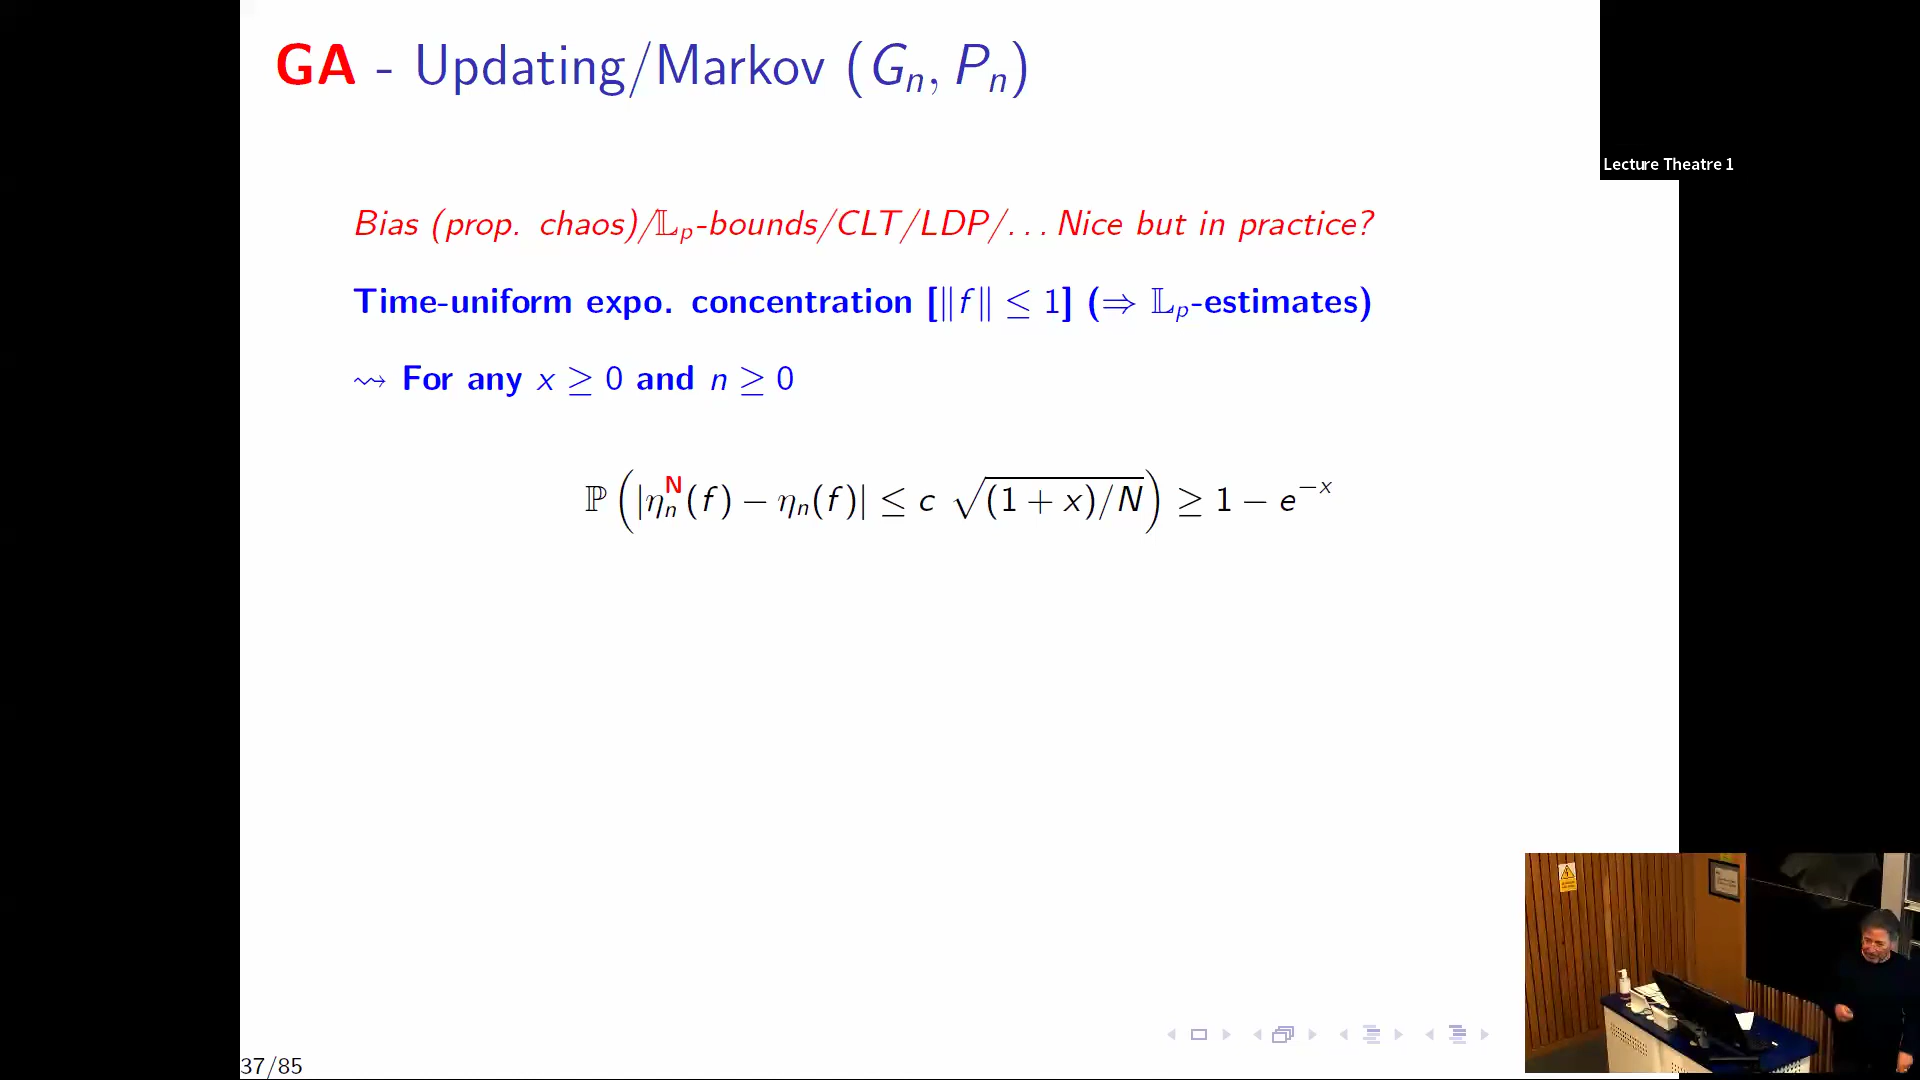 GA - Updating/Markov (Gₙ, Pₙ)
Lecture Theatre 1
Bias (prop. chaos)/𝕃ₚ-bounds/CLT/LDP/... Nice but in practice?
Time-uniform expo. concentration [‖f‖ ≤ 1] (⇒ 𝕃ₚ-estimates)
⇝ For any x ≥ 0 and n ≥ 0
ℙ (|ηₙᴺ(f) − ηₙ(f)| ≤ c √(1 + x)/N) ≥ 1 − e⁻ˣ
37/85